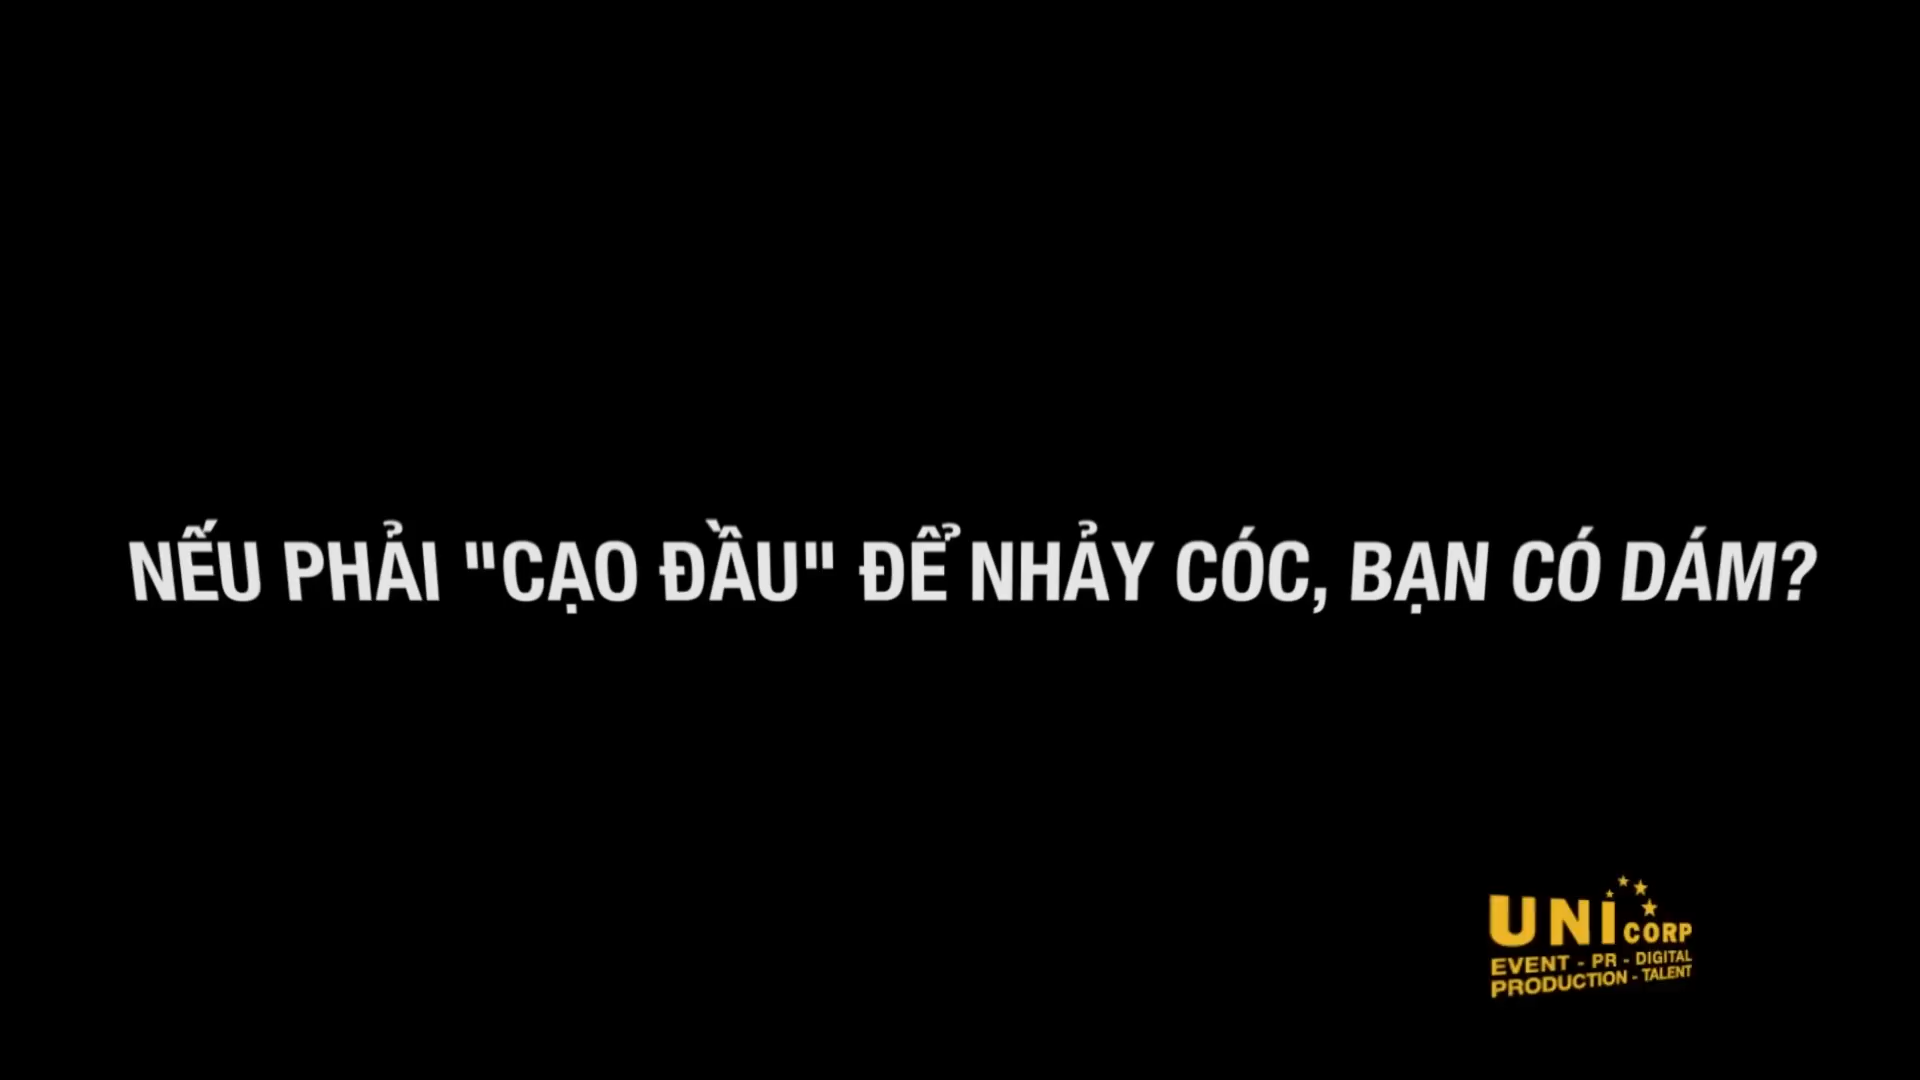 NẾU PHẢI "CẠO ĐẦU" ĐỂ NHẢY CÓC, BẠN CÓ DÁM?
UNI CORP
EVENT - PR - DIGITAL
PRODUCTION - TALENT